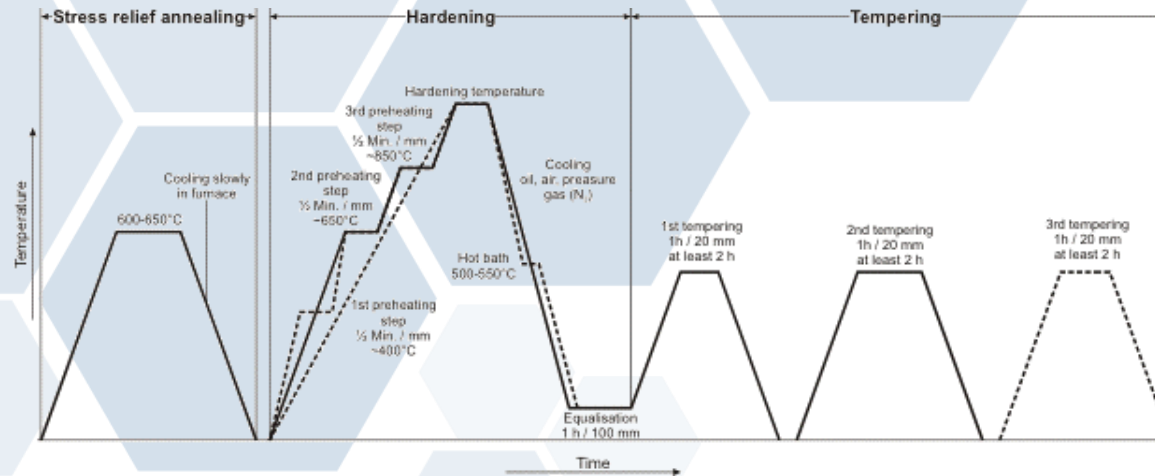 Stress relief annealing
Hardening
Tempering
Temperature
600-650°C
Cooling slowly
in furnace
Hardening temperature
3rd preheating
step
½ Min. / mm
~850°C
2nd preheating
step
½ Min. / mm
~650°C
1st preheating
step
½ Min. / mm
~400°C
Cooling
oil, air. preasure
gas (N₂)
Hot bath
500-550°C
Equalisation
1 h / 100 mm
1st tempering
1h / 20 mm
at least 2 h
2nd tempering
1h / 20 mm
at least 2 h
3rd tempering
1h / 20 mm
at least 2 h
Time